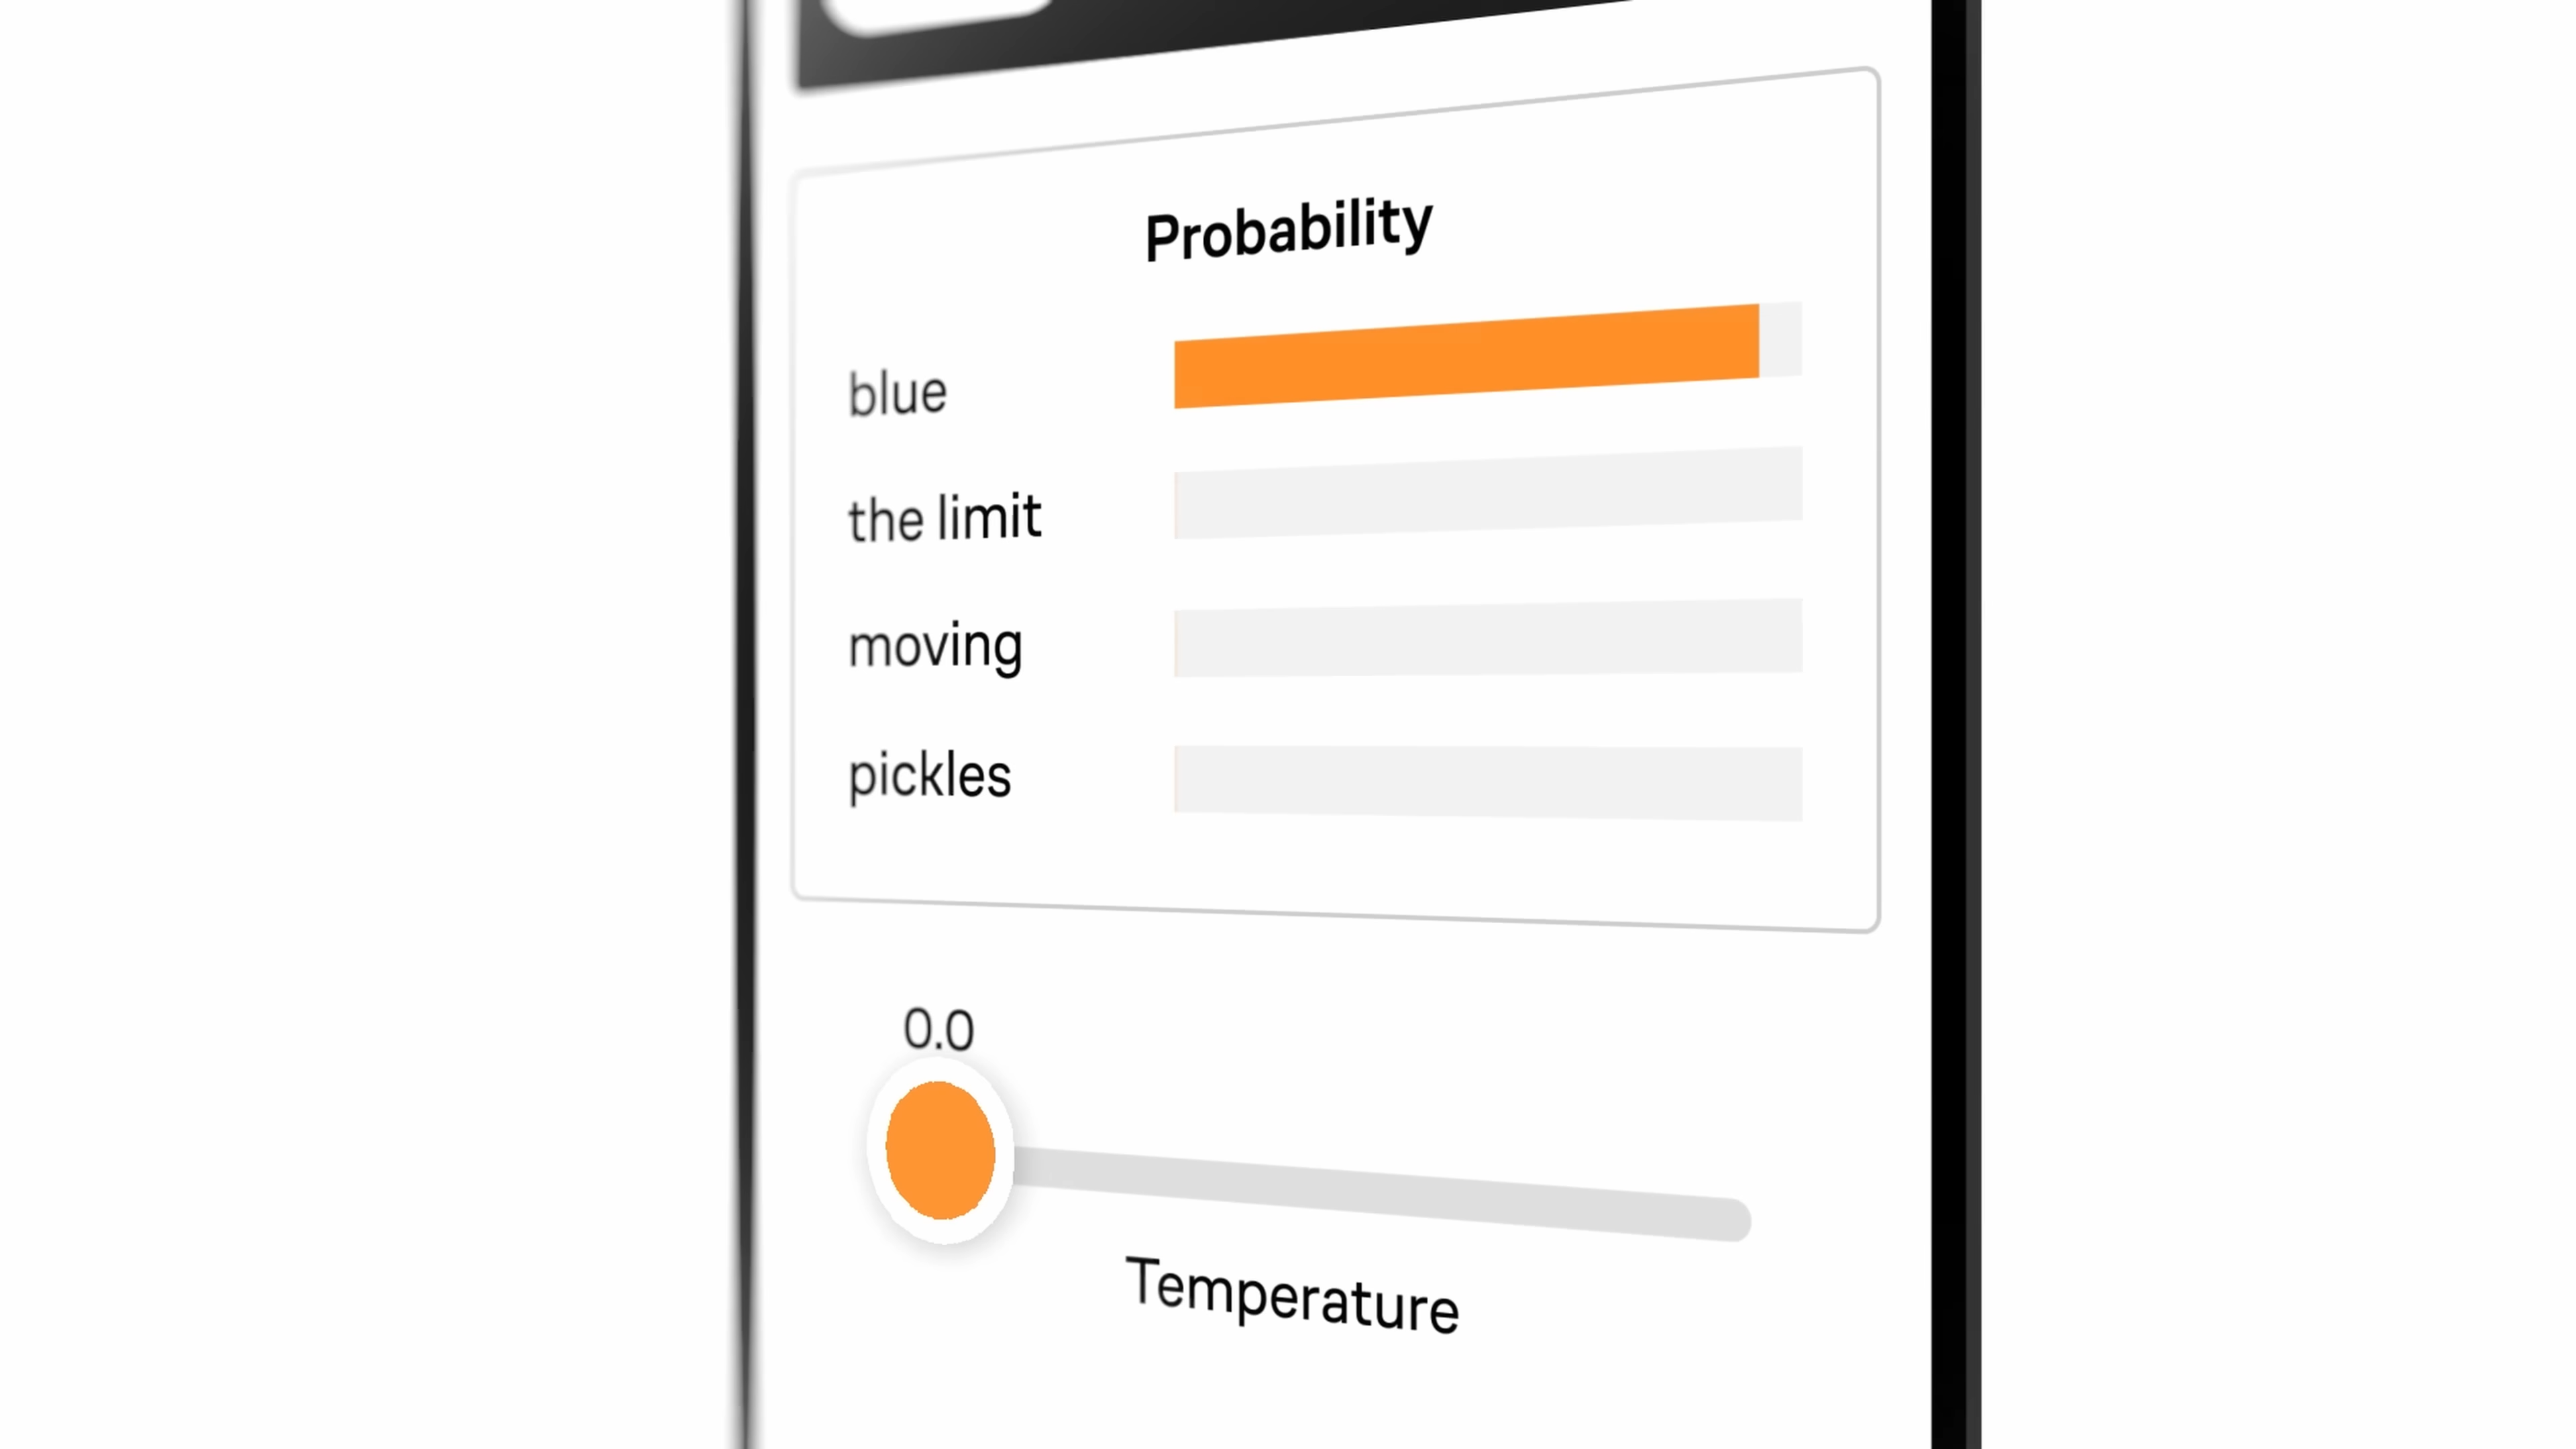 Probability
blue
the limit
moving
pickles
0.0
Temperature